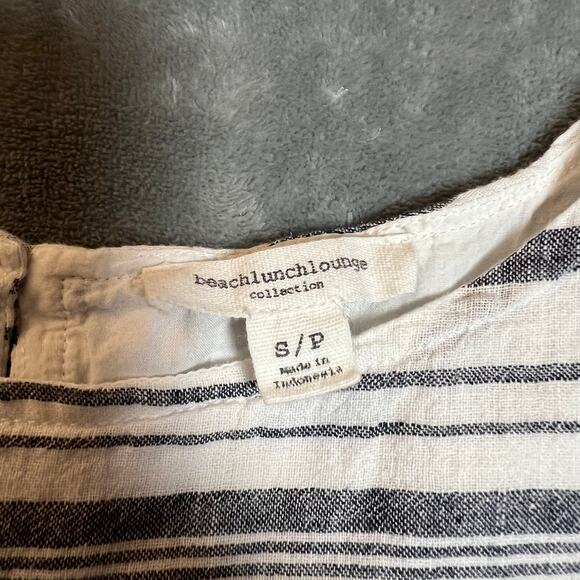 beachlunchlounge
collection
S/P
Made in
Indonesia